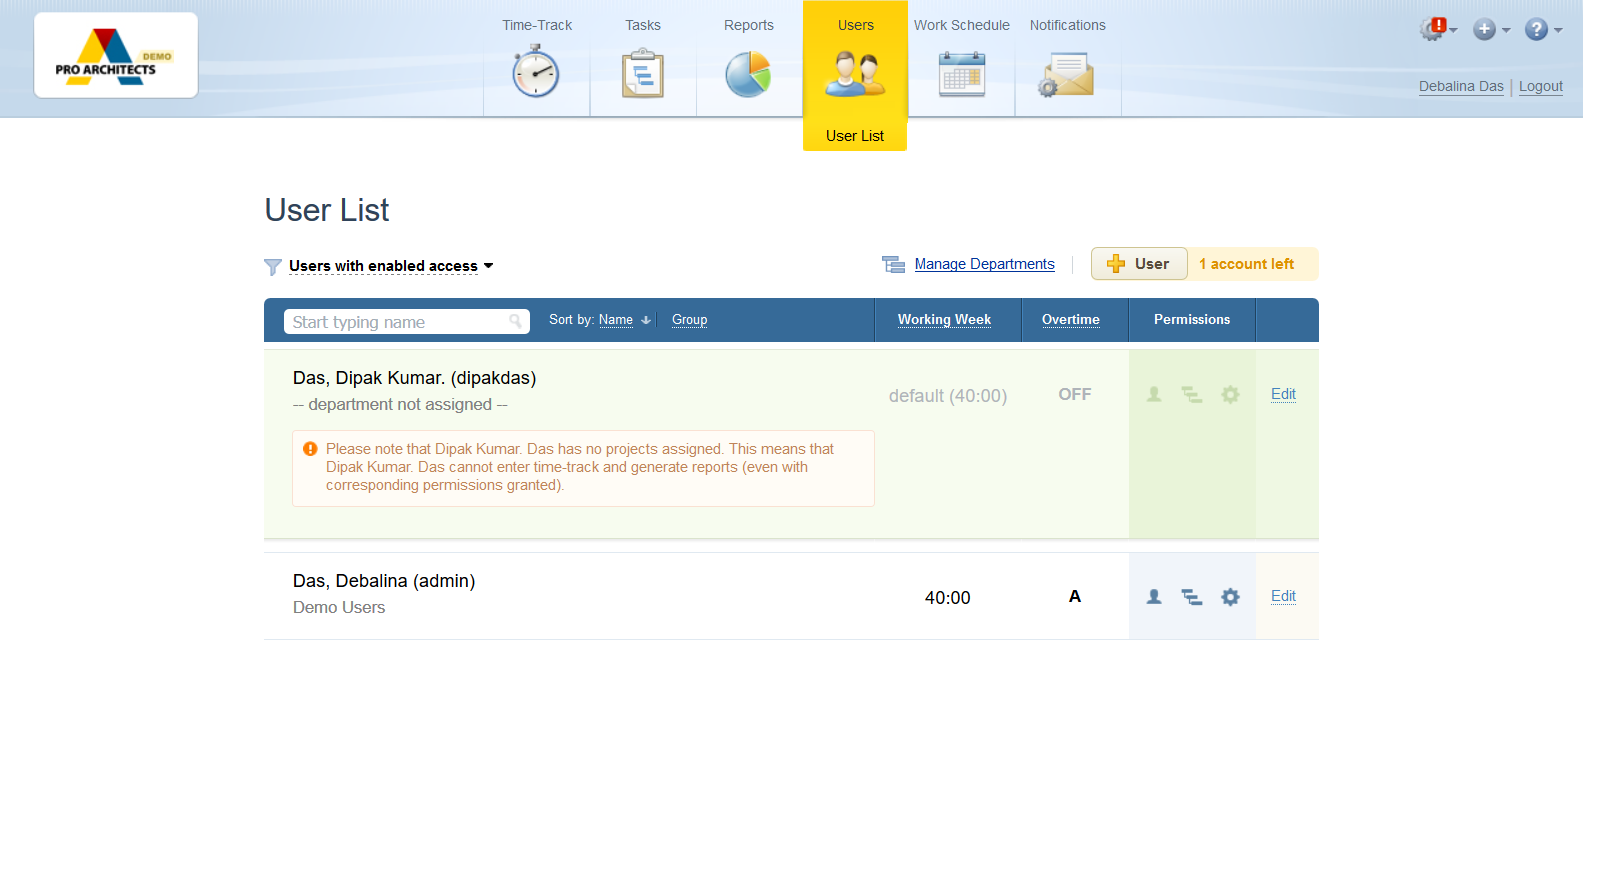 PRO ARCHITECTS DEMO
Time-Track
Tasks
Reports
Users
Work Schedule
Notifications
Debalina Das
Logout
User List
User List
Users with enabled access
Manage Departments
User
1 account left
Start typing name
Sort by: Name
Group
Working Week
Overtime
Permissions
Das, Dipak Kumar. (dipakdas)
-- department not assigned --
default (40:00)
OFF
Edit
Please note that Dipak Kumar. Das has no projects assigned. This means that
Dipak Kumar. Das cannot enter time-track and generate reports (even with
corresponding permissions granted).
Das, Debalina (admin)
Demo Users
40:00
A
Edit